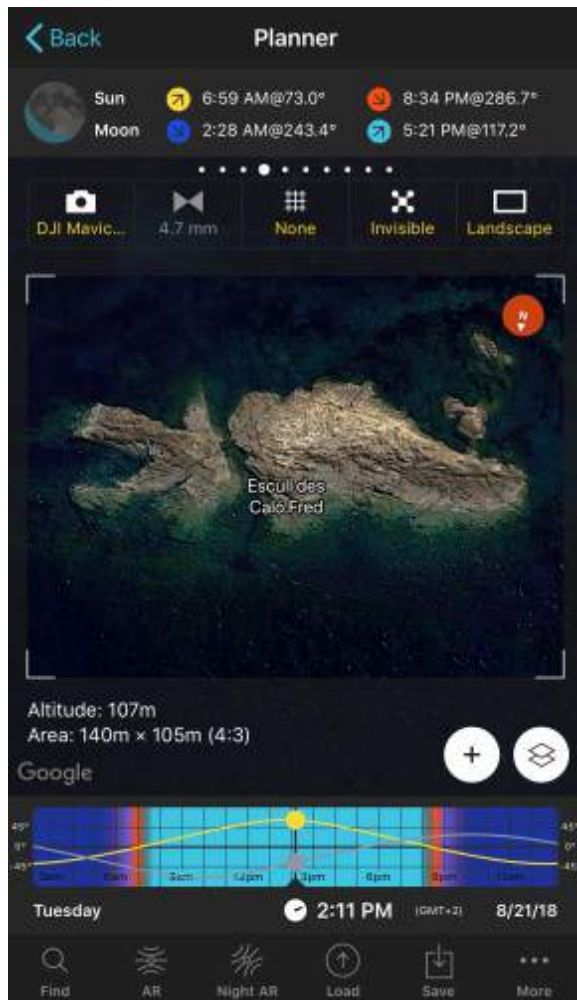 Back
Planner
Sun 6:59 AM@73.0° 8:34 PM@286.7°
Moon 2:28 AM@243.4° 5:21 PM@117.2°
DJI Mavic... 4.7 mm None Invisible Landscape
N
Escull des
Caló Fred
Altitude: 107m
Area: 140m × 105m (4:3)
Google
45° 45°
0° 0°
-45° -45°
Tuesday 2:11 PM (GMT+2) 8/21/18
Find AR Night AR Load Save More